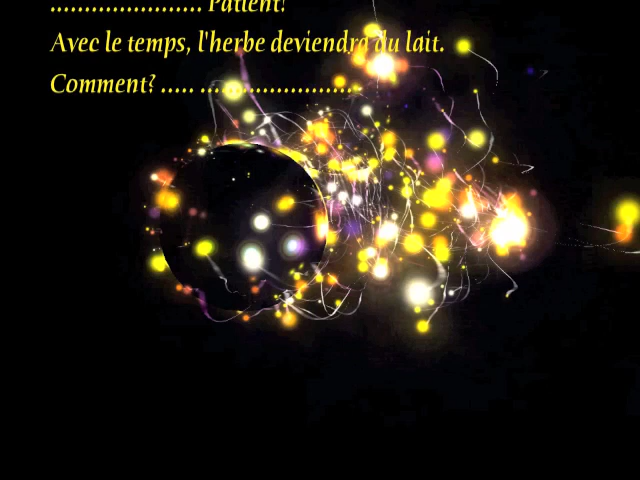 ...................... Patient!
Avec le temps, l'herbe deviendra du lait.
Comment? ..... .......................